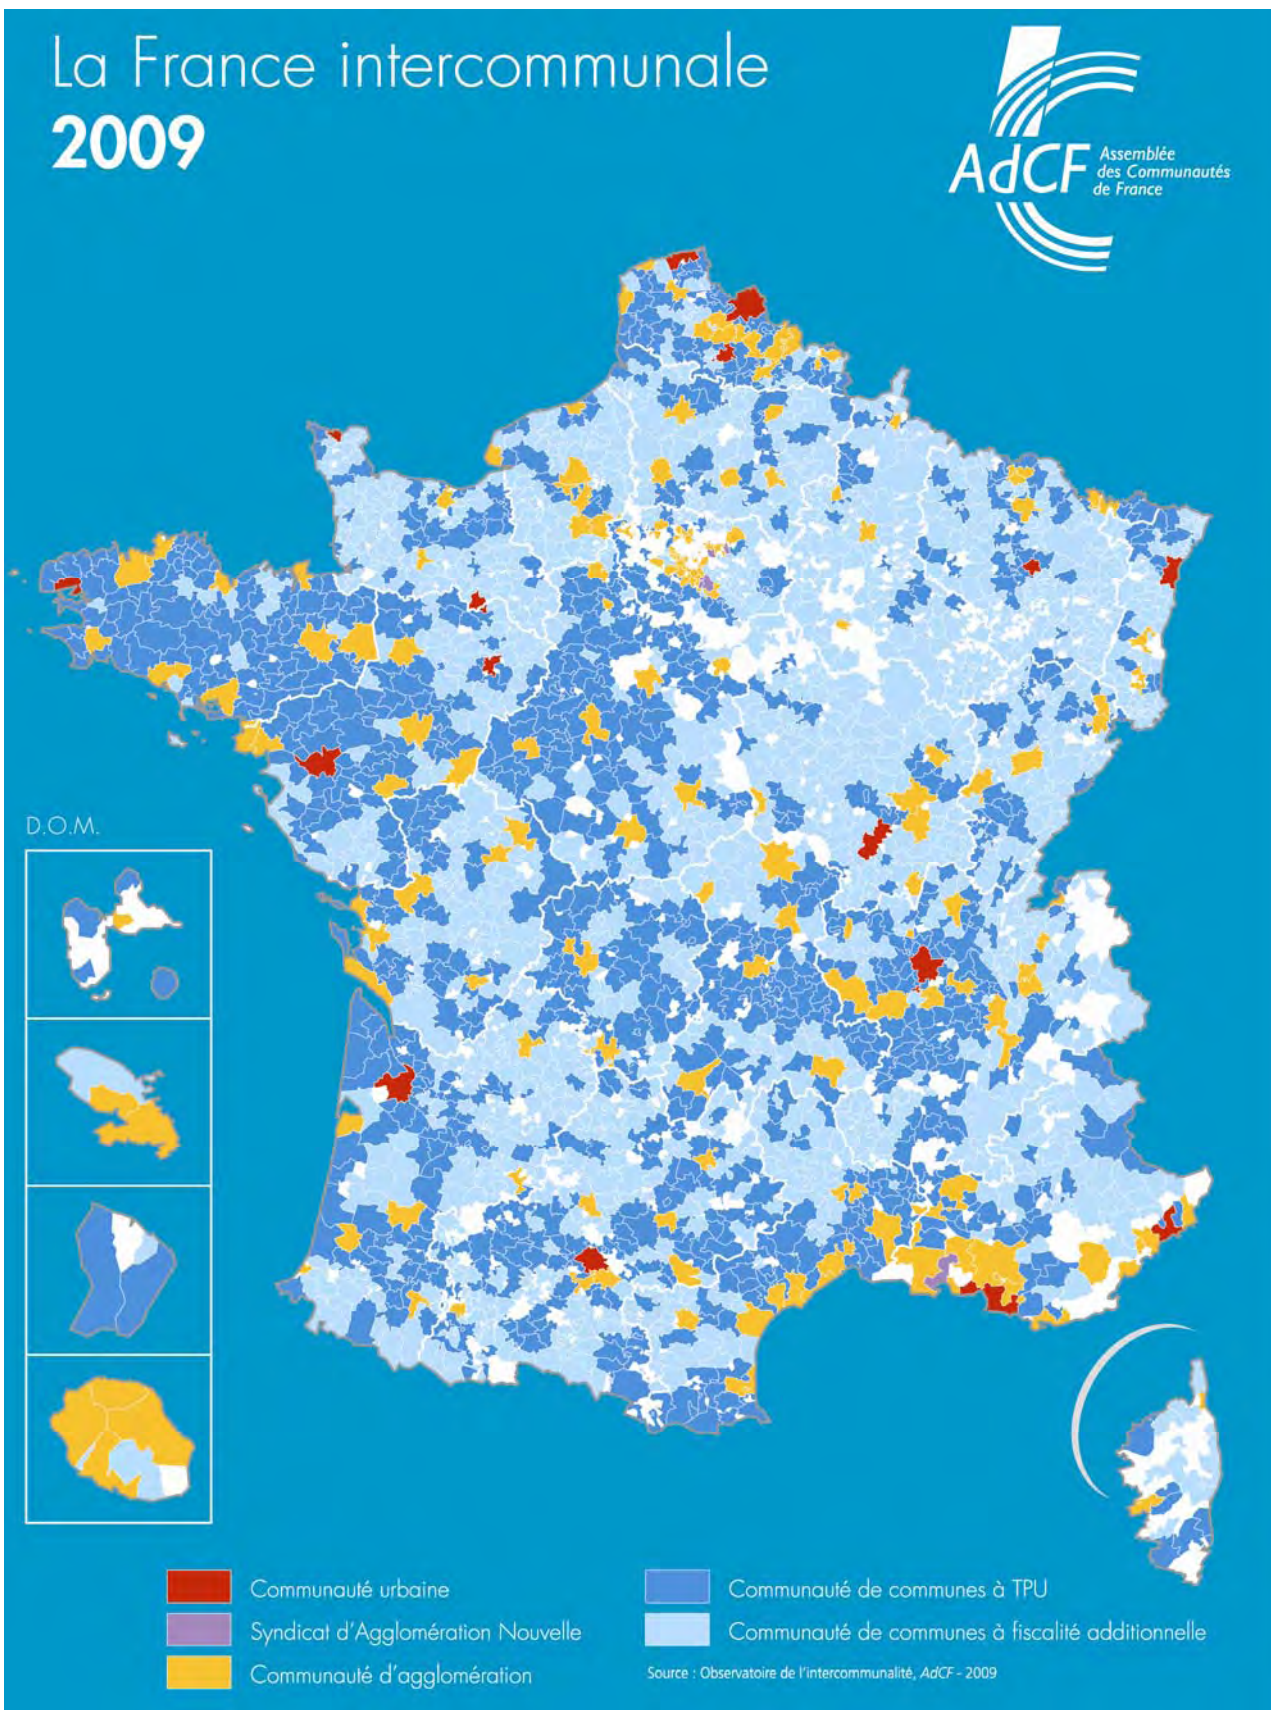 La France intercommunale
2009
AdCF
Assemblée
des Communautés
de France
D.O.M.
Communauté urbaine
Syndicat d'Agglomération Nouvelle
Communauté d'agglomération
Communauté de communes à TPU
Communauté de communes à fiscalité additionnelle
Source : Observatoire de l'intercommunalité, AdCF - 2009